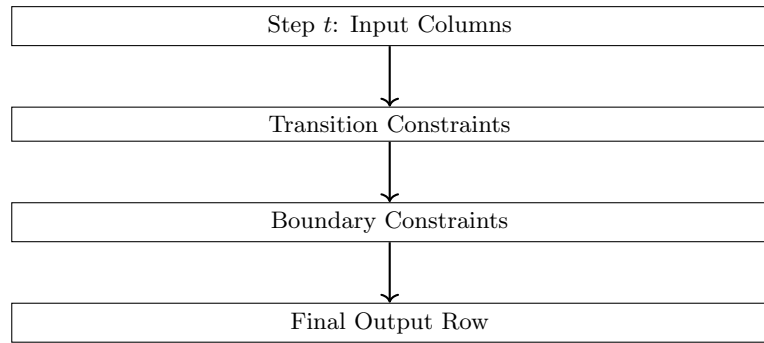 Step t: Input Columns
Transition Constraints
Boundary Constraints
Final Output Row